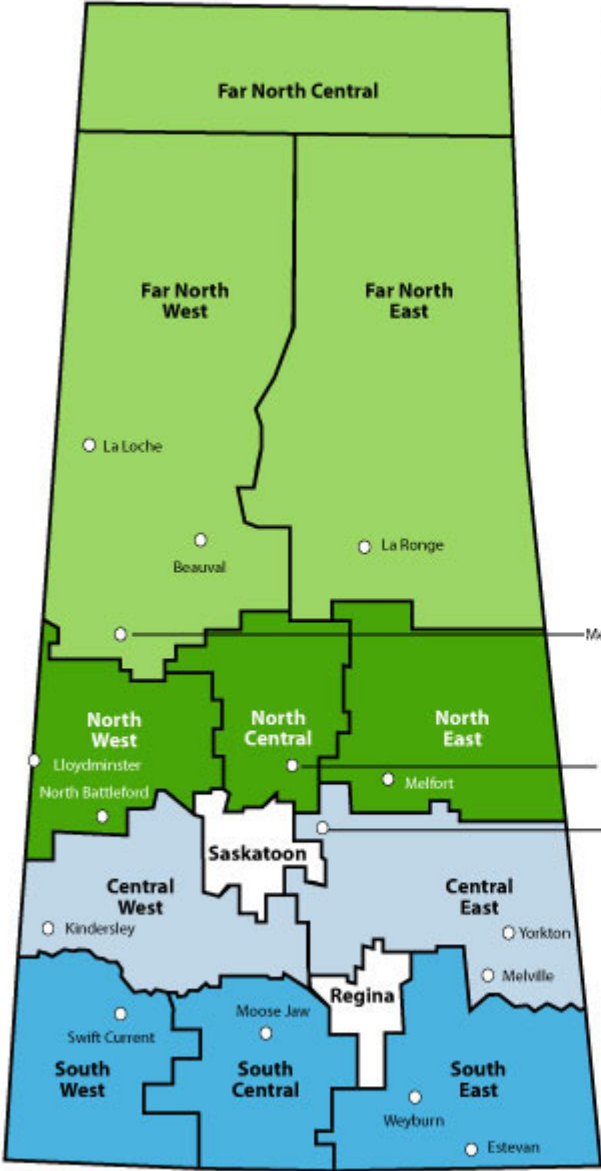 Far North Central
Far North
West
Far North
East
La Loche
Beauval
La Ronge
North
West
North
Central
North
East
Lloydminster
Melfort
North Battleford
Saskatoon
Central
West
Central
East
Kindersley
Yorkton
Melville
Regina
Moose Jaw
Swift Current
South
West
South
Central
South
East
Weyburn
Estevan